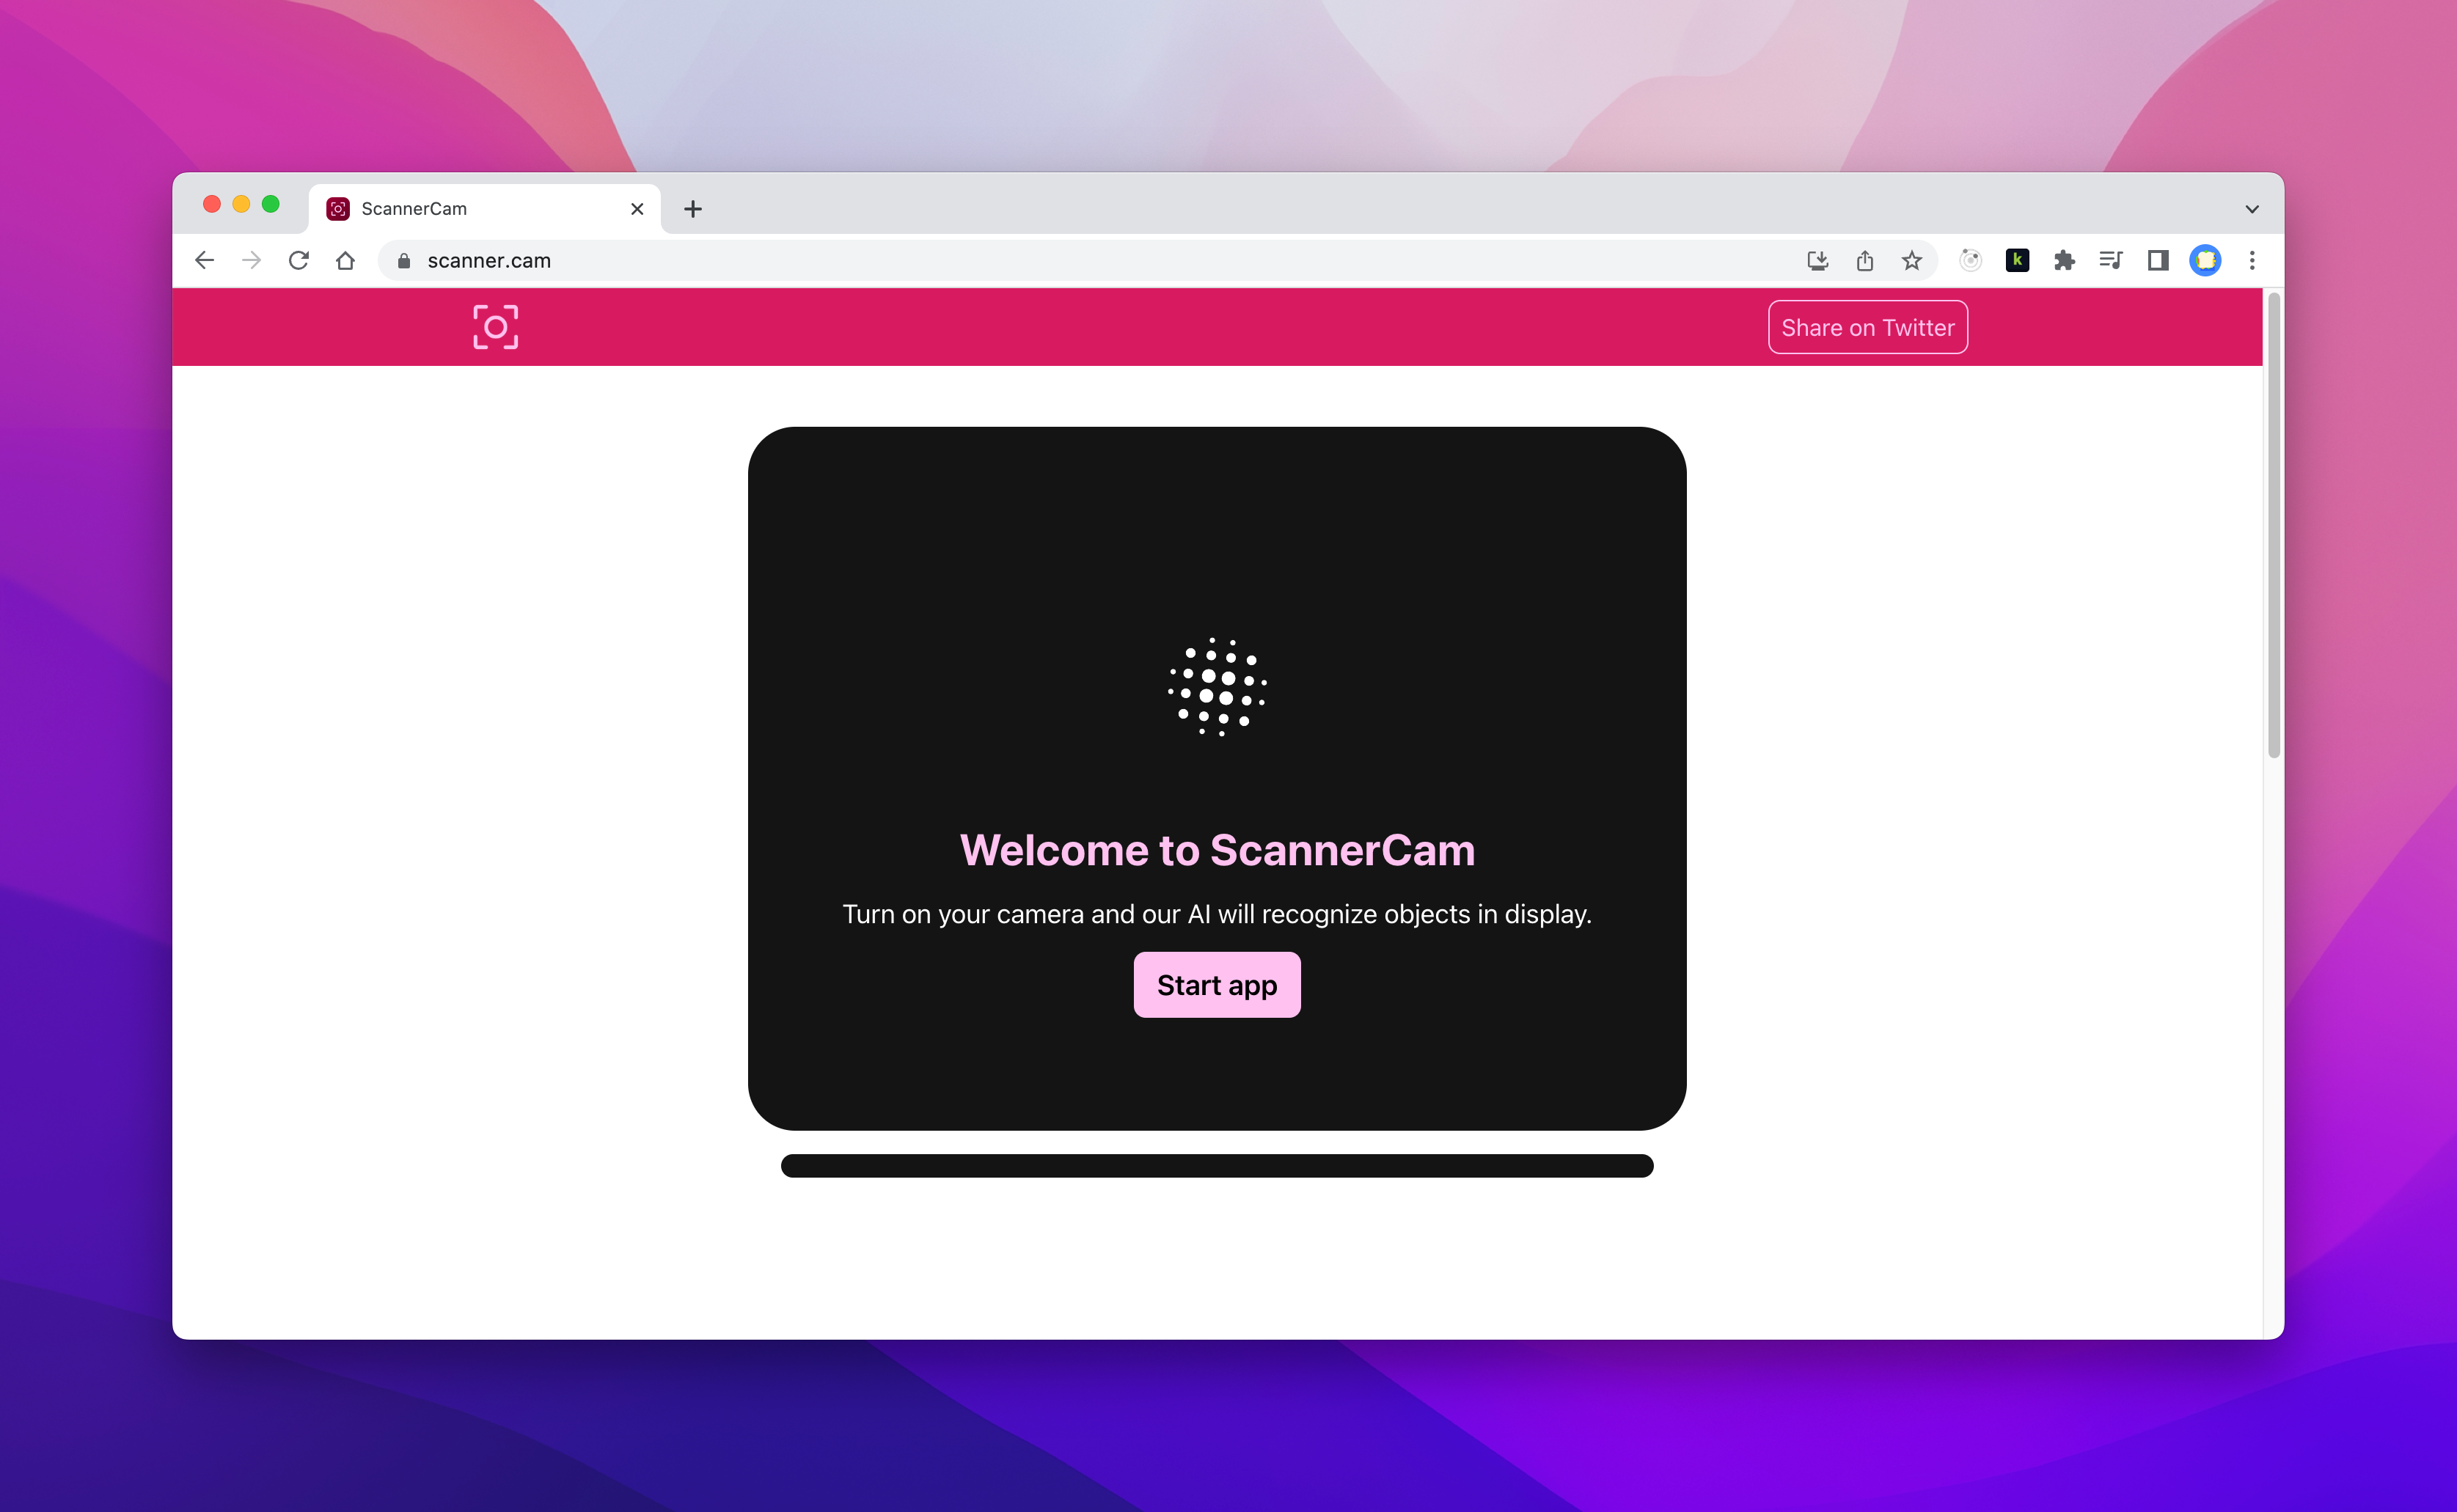 ScannerCam
scanner.cam
k
Share on Twitter
Welcome to ScannerCam
Turn on your camera and our AI will recognize objects in display.
Start app